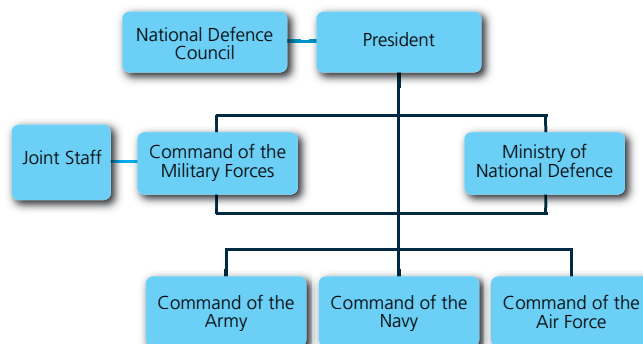 National Defence
Council
President
Joint Staff
Command of the
Military Forces
Ministry of
National Defence
Command of the
Army
Command of the
Navy
Command of the
Air Force